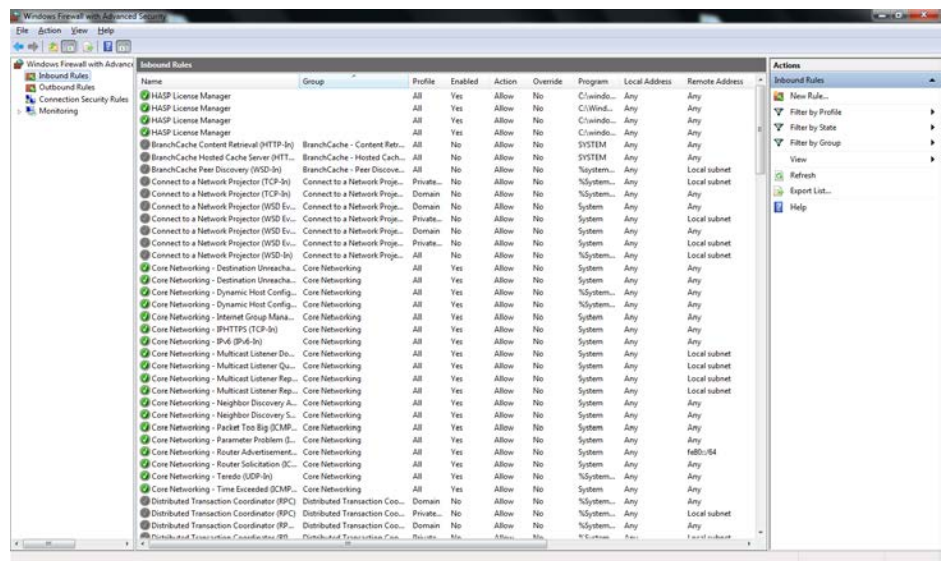 Windows Firewall with Advanced Security
File Action View Help
Windows Firewall with Advance
Inbound Rules
Outbound Rules
Connection Security Rules
Monitoring
Inbound Rules
Name Group Profile Enabled Action Override Program Local Address Remote Address
HASP License Manager All Yes Allow No C:\windo... Any Any
HASP License Manager All Yes Allow No C:\Wind... Any Any
HASP License Manager All Yes Allow No C:\windo... Any Any
HASP License Manager All Yes Allow No C:\windo... Any Any
BranchCache Content Retrieval (HTTP-In) BranchCache - Content Retr... All No Allow No SYSTEM Any Any
BranchCache Hosted Cache Server (HTT... BranchCache - Hosted Cach... All No Allow No SYSTEM Any Any
BranchCache Peer Discovery (WSD-In) BranchCache - Peer Discove... All No Allow No %system... Any Local subnet
Connect to a Network Projector (TCP-In) Connect to a Network Proje... Private... No Allow No %System... Any Local subnet
Connect to a Network Projector (TCP-In) Connect to a Network Proje... Domain No Allow No %System... Any Any
Connect to a Network Projector (WSD Ev... Connect to a Network Proje... Domain No Allow No System Any Any
Connect to a Network Projector (WSD Ev... Connect to a Network Proje... Private... No Allow No System Any Local subnet
Connect to a Network Projector (WSD Ev... Connect to a Network Proje... Domain No Allow No System Any Any
Connect to a Network Projector (WSD Ev... Connect to a Network Proje... Private... No Allow No System Any Local subnet
Connect to a Network Projector (WSD-In) Connect to a Network Proje... All No Allow No %System... Any Local subnet
Core Networking - Destination Unreacha... Core Networking All Yes Allow No System Any Any
Core Networking - Destination Unreacha... Core Networking All Yes Allow No System Any Any
Core Networking - Dynamic Host Config... Core Networking All Yes Allow No %System... Any Any
Core Networking - Dynamic Host Config... Core Networking All Yes Allow No %System... Any Any
Core Networking - Internet Group Mana... Core Networking All Yes Allow No System Any Any
Core Networking - IPHTTPS (TCP-In) Core Networking All Yes Allow No System Any Any
Core Networking - IPv6 (IPv6-In) Core Networking All Yes Allow No System Any Any
Core Networking - Multicast Listener Do... Core Networking All Yes Allow No System Any Local subnet
Core Networking - Multicast Listener Qu... Core Networking All Yes Allow No System Any Local subnet
Core Networking - Multicast Listener Rep... Core Networking All Yes Allow No System Any Local subnet
Core Networking - Multicast Listener Rep... Core Networking All Yes Allow No System Any Local subnet
Core Networking - Neighbor Discovery A... Core Networking All Yes Allow No System Any Any
Core Networking - Neighbor Discovery S... Core Networking All Yes Allow No System Any Any
Core Networking - Packet Too Big (ICMP... Core Networking All Yes Allow No System Any Any
Core Networking - Parameter Problem (I... Core Networking All Yes Allow No System Any Any
Core Networking - Router Advertisement... Core Networking All Yes Allow No System Any fe80::/64
Core Networking - Router Solicitation (IC... Core Networking All Yes Allow No System Any Any
Core Networking - Teredo (UDP-In) Core Networking All Yes Allow No %System... Any Any
Core Networking - Time Exceeded (ICMP... Core Networking All Yes Allow No System Any Any
Distributed Transaction Coordinator (RPC) Distributed Transaction Coo... Domain No Allow No %System... Any Any
Distributed Transaction Coordinator (RPC) Distributed Transaction Coo... Private... No Allow No %System... Any Local subnet
Distributed Transaction Coordinator (RP... Distributed Transaction Coo... Domain No Allow No %System... Any Any
Distributed Transaction Coordinator (RP... Distributed Transaction Coo... Private... No Allow No %System... Any Local subnet
Actions
Inbound Rules
New Rule...
Filter by Profile
Filter by State
Filter by Group
View
Refresh
Export List...
Help